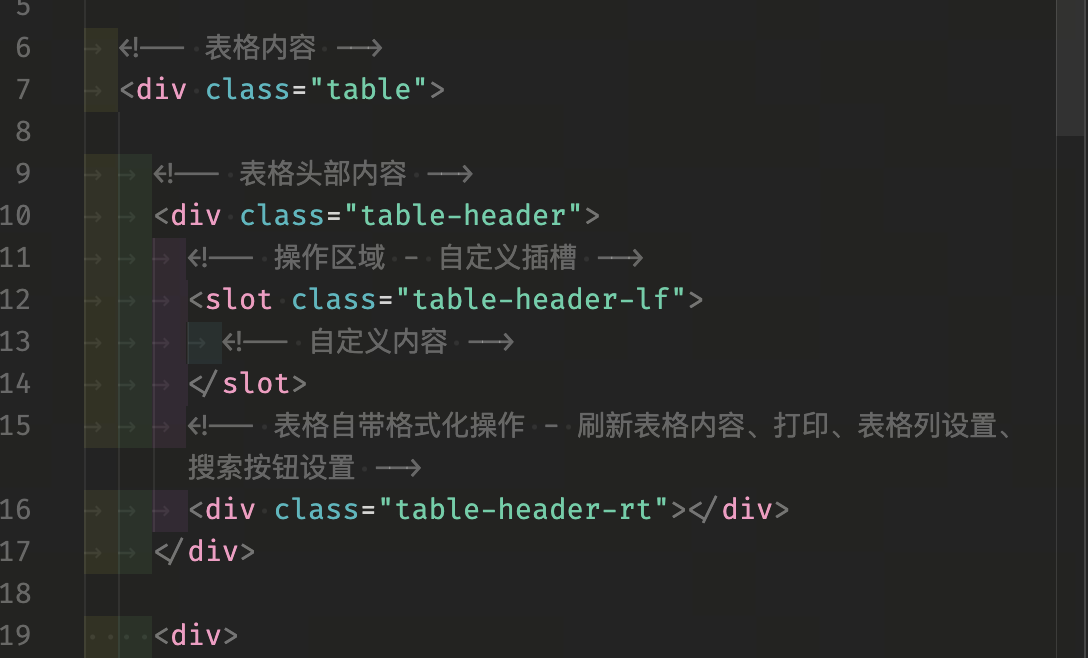 5
6 <!-- 表格内容 -->
7 <div class="table">
8
9 <!-- 表格头部内容 -->
10 <div class="table-header">
11 <!-- 操作区域 - 自定义插槽 -->
12 <slot class="table-header-lf">
13 <!-- 自定义内容 -->
14 </slot>
15 <!-- 表格自带格式化操作 - 刷新表格内容、打印、表格列设置、
搜索按钮设置 -->
16 <div class="table-header-rt"></div>
17 </div>
18
19 <div>